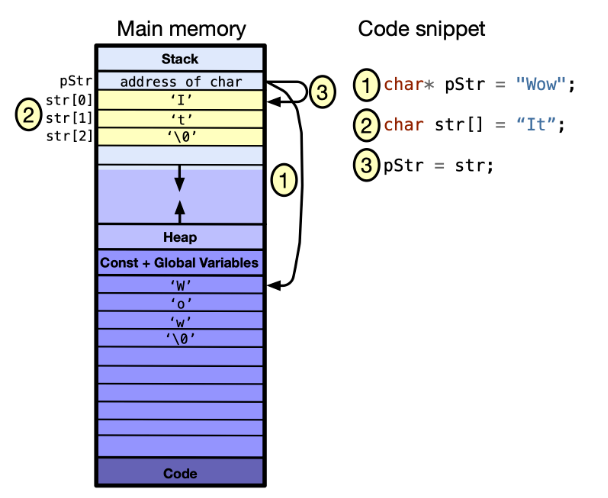 Main memory
Code snippet
Stack
pStr address of char
str[0] ‘I’
str[1] ‘t’
str[2] ‘\0’
2
3
1
Heap
Const + Global Variables
‘W’
‘o’
‘w’
‘\0’
Code
1 char* pStr = "Wow";
2 char str[] = “It”;
3 pStr = str;